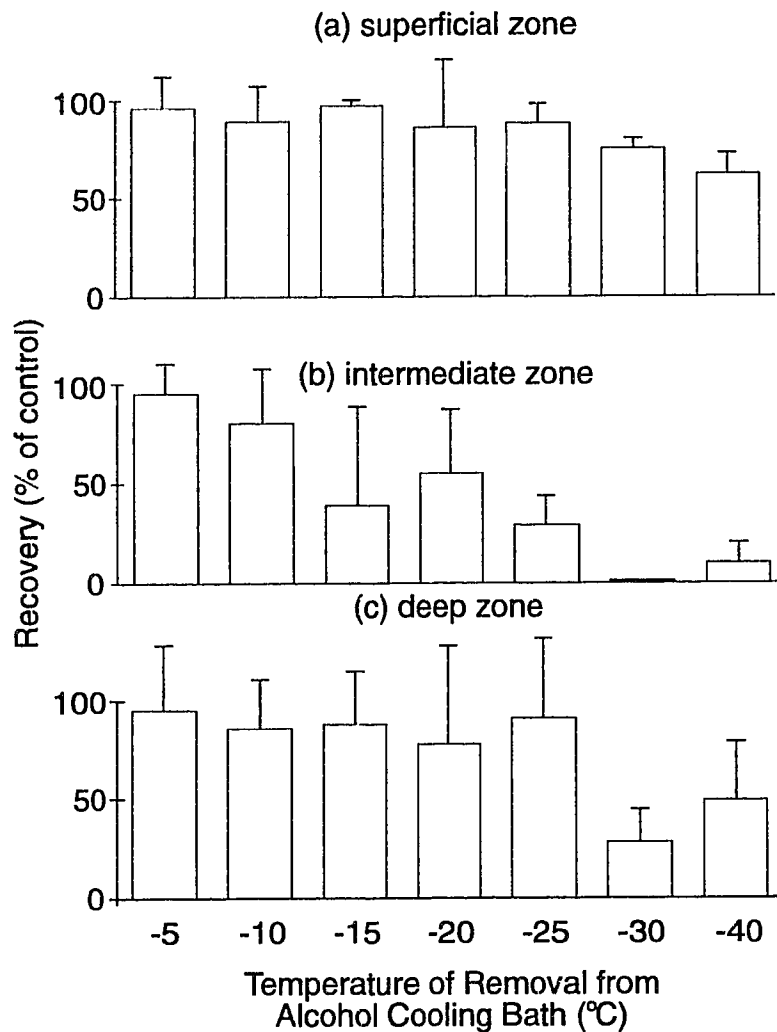 (a) superficial zone
100
50
0
Recovery (% of control)
(b) intermediate zone
100
50
0
(c) deep zone
100
50
0
-5 -10 -15 -20 -25 -30 -40
Temperature of Removal from
Alcohol Cooling Bath (°C)